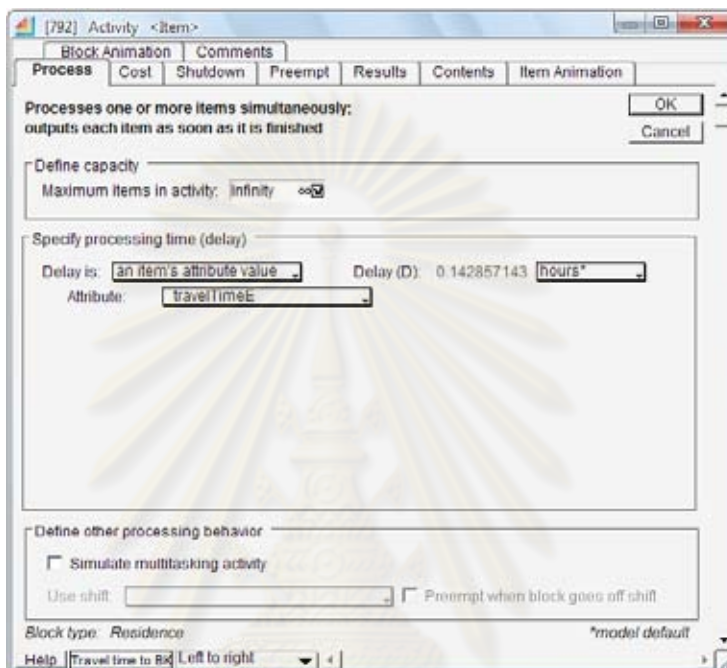 [792] Activity <Item>
Block Animation Comments
Process Cost Shutdown Preempt Results Contents Item Animation
Processes one or more items simultaneously;
outputs each item as soon as it is finished
OK
Cancel
Define capacity
Maximum items in activity: Infinity ∞
Specify processing time (delay)
Delay is: an item's attribute value Delay (D): 0.142857143 hours*
Attribute: travelTimeE
Define other processing behavior
Simulate multitasking activity
Use shift: Preempt when block goes off shift
Block type: Residence *model default
Help Travel time to BK Left to right